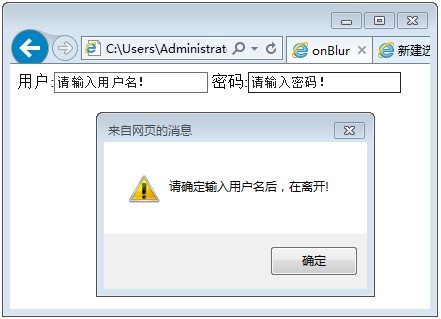 C:\Users\Administrat
onBlur
新建选
用户:请输入用户名! 密码:请输入密码!
来自网页的消息
请确定输入用户名后，在离开!
确定